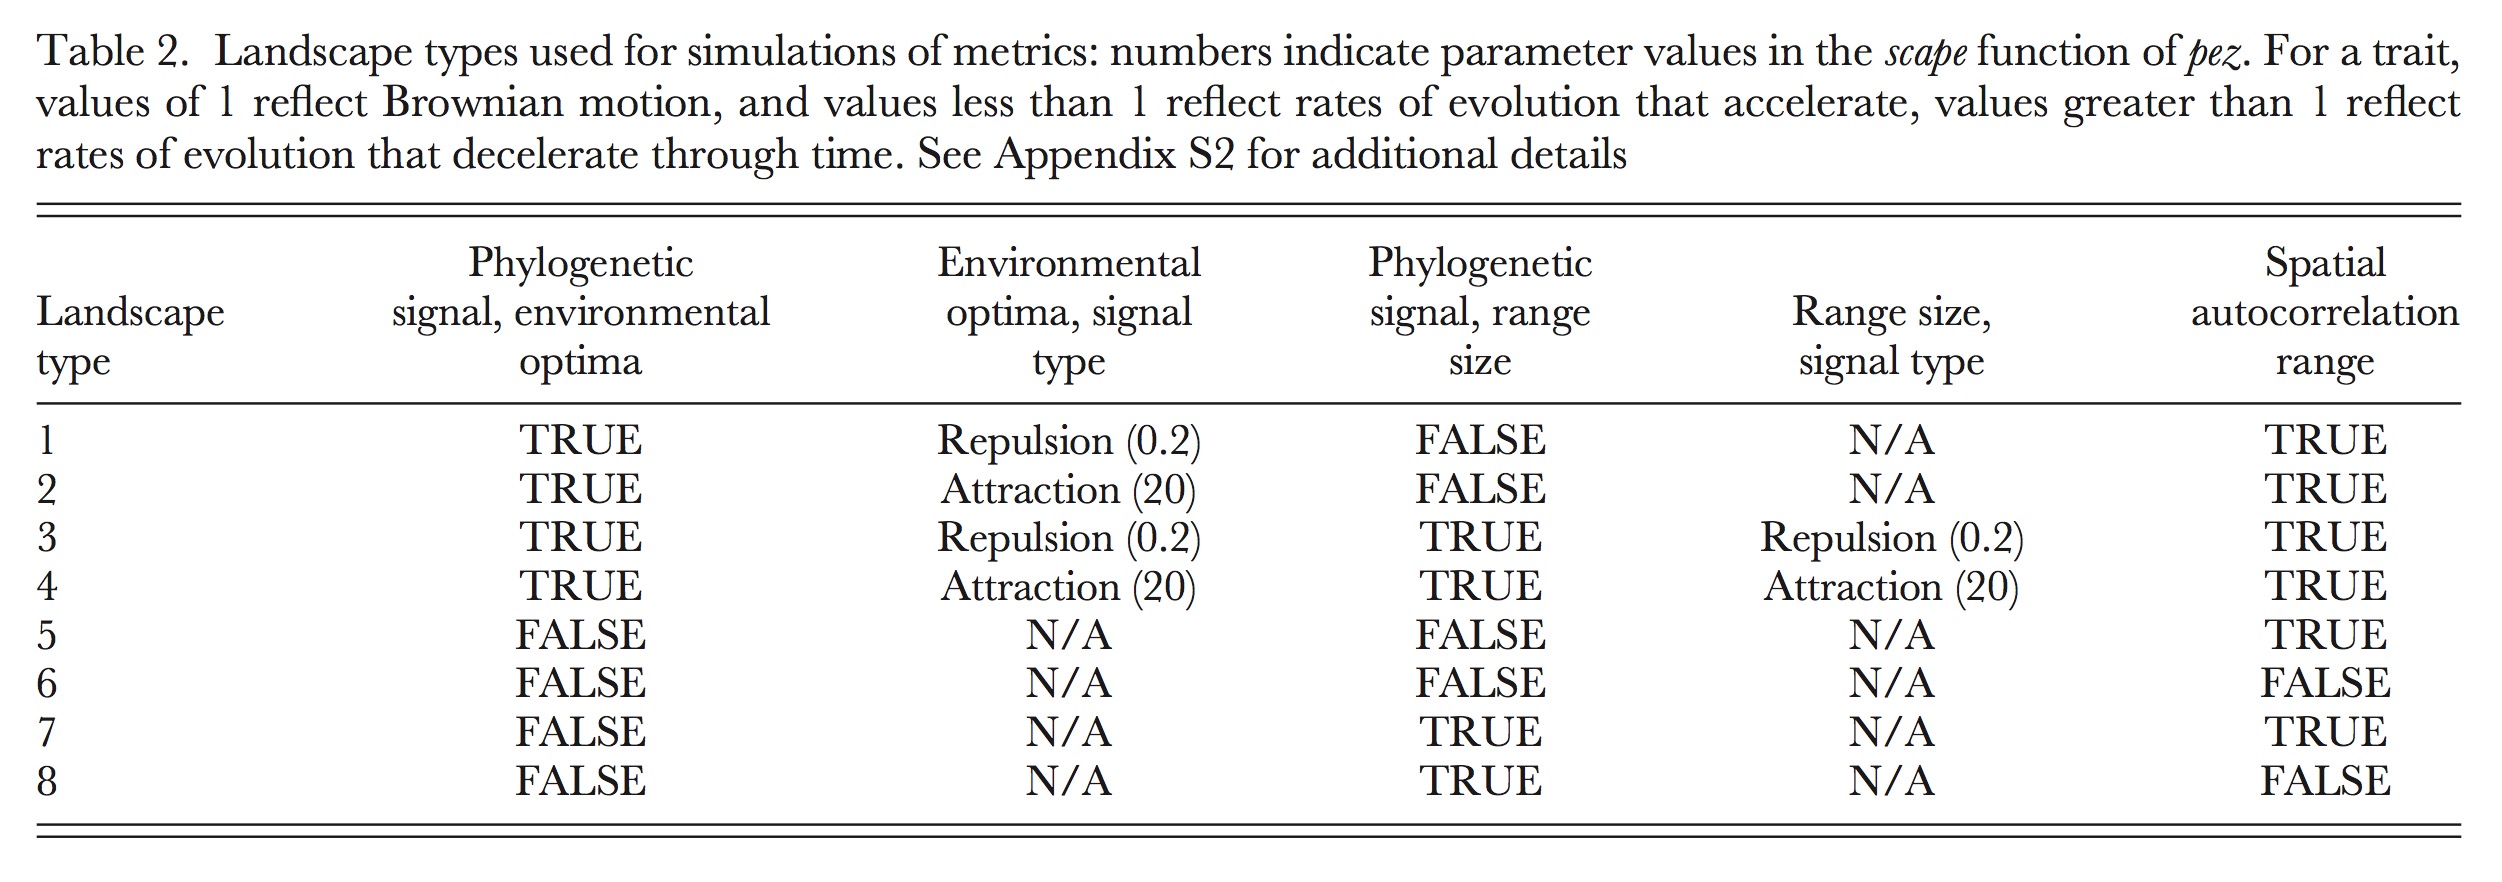 Table 2. Landscape types used for simulations of metrics: numbers indicate parameter values in the scape function of pez. For a trait,
values of 1 reflect Brownian motion, and values less than 1 reflect rates of evolution that accelerate, values greater than 1 reflect
rates of evolution that decelerate through time. See Appendix S2 for additional details
Landscape type | Phylogenetic signal, environmental optima | Environmental optima, signal type | Phylogenetic signal, range size | Range size, signal type | Spatial autocorrelation range
1 TRUE Repulsion (0.2) FALSE N/A TRUE
2 TRUE Attraction (20) FALSE N/A TRUE
3 TRUE Repulsion (0.2) TRUE Repulsion (0.2) TRUE
4 TRUE Attraction (20) TRUE Attraction (20) TRUE
5 FALSE N/A FALSE N/A TRUE
6 FALSE N/A FALSE N/A FALSE
7 FALSE N/A TRUE N/A TRUE
8 FALSE N/A TRUE N/A FALSE